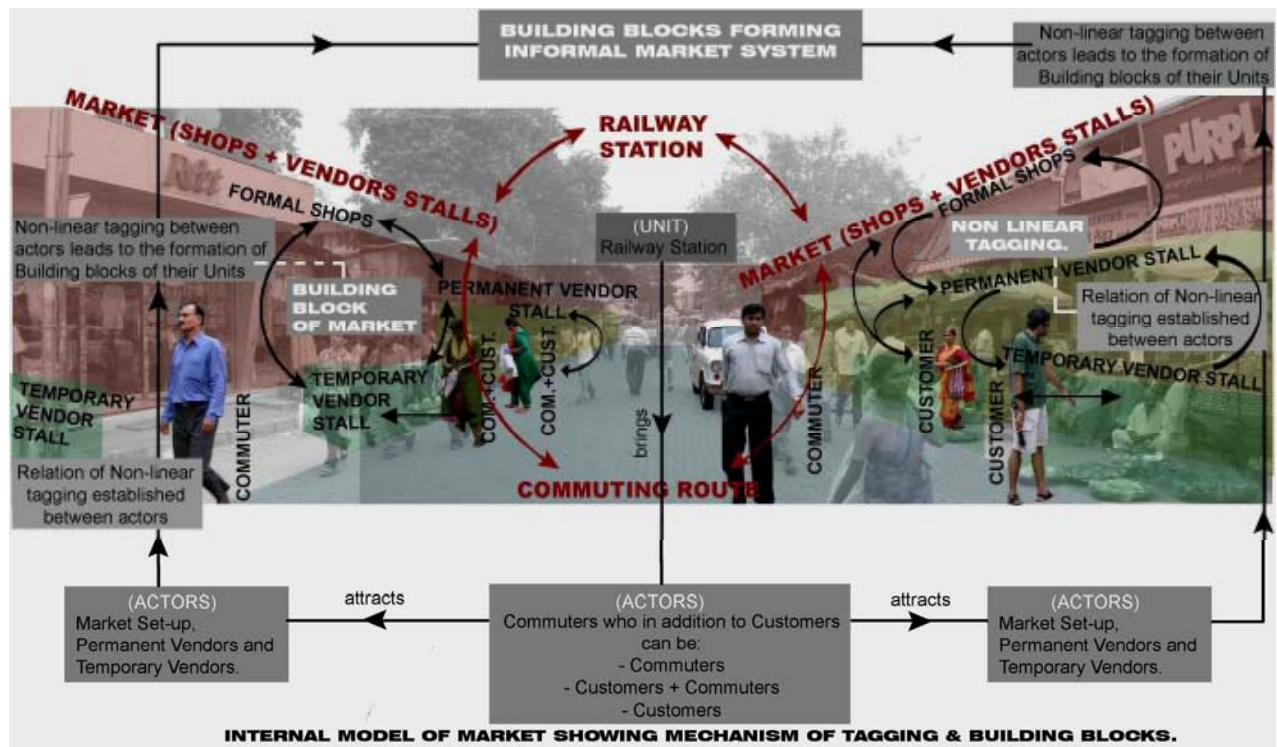 BUILDING BLOCKS FORMING
INFORMAL MARKET SYSTEM
Non-linear tagging between
actors leads to the formation of
Building blocks of their Units
MARKET (SHOPS + VENDORS STALLS)
RAILWAY
STATION
MARKET (SHOPS + VENDORS STALLS)
PURPL
FORMAL SHOPS
FORMAL SHOPS
Non-linear tagging between
actors leads to the formation of
Building blocks of their Units
(UNIT)
Railway Station
NON LINEAR
TAGGING.
BUILDING
BLOCK
OF MARKET
PERMANENT VENDOR
STALL
PERMANENT VENDOR STALL
Relation of Non-linear
tagging established
between actors
TEMPORARY
VENDOR
STALL
TEMPORARY
VENDOR
STALL
COMMUTER
COM.+CUST.
COM.+CUST.
brings
COMMUTER
CUSTOMER
CUSTOMER
TEMPORARY VENDOR STALL
Relation of Non-linear
tagging established
between actors
COMMUTING ROUTE
(ACTORS)
Market Set-up,
Permanent Vendors and
Temporary Vendors.
attracts
(ACTORS)
Commuters who in addition to Customers
can be:
- Commuters
- Customers + Commuters
- Customers
attracts
(ACTORS)
Market Set-up,
Permanent Vendors and
Temporary Vendors.
INTERNAL MODEL OF MARKET SHOWING MECHANISM OF TAGGING & BUILDING BLOCKS.